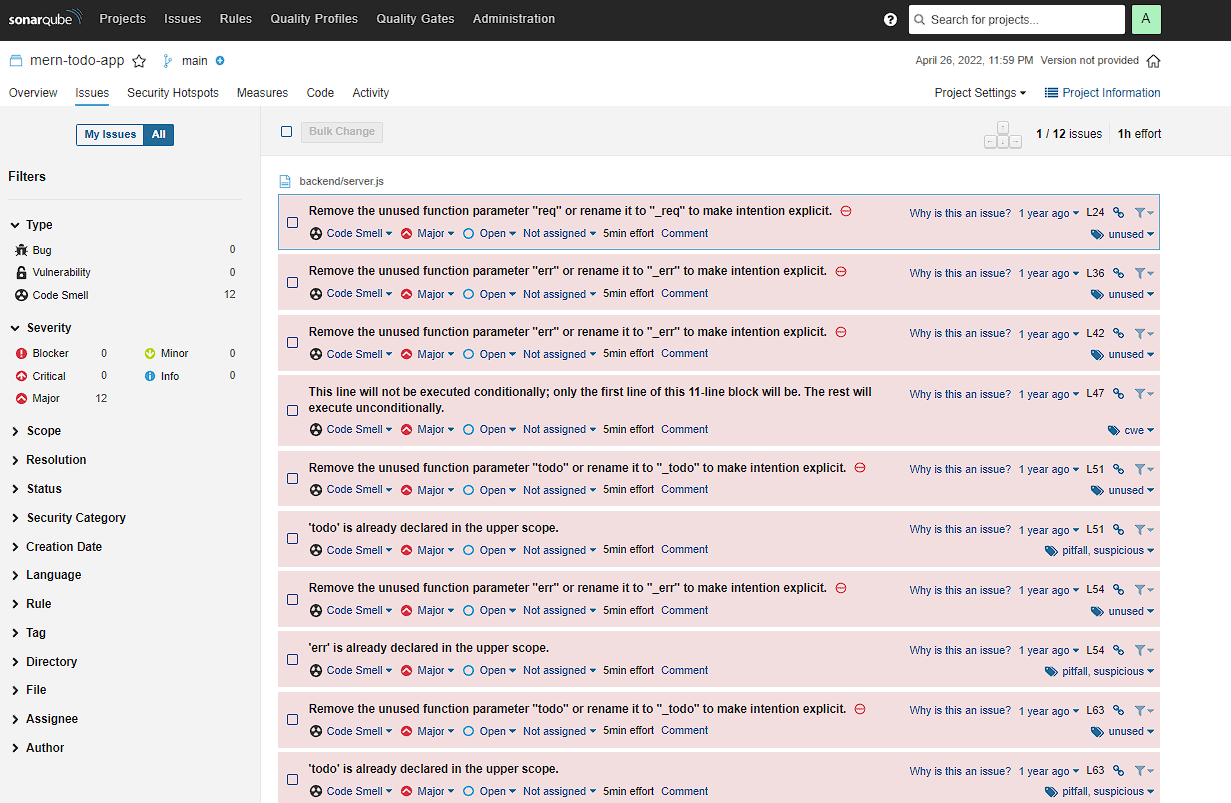 sonarqube Projects Issues Rules Quality Profiles Quality Gates Administration ? Search for projects... A
mern-todo-app main April 26, 2022, 11:59 PM Version not provided
Overview Issues Security Hotspots Measures Code Activity Project Settings Project Information
My Issues All
Bulk Change 1 / 12 issues 1h effort
Filters
Type
Bug 0
Vulnerability 0
Code Smell 12
Severity
Blocker 0 Minor 0
Critical 0 Info 0
Major 12
Scope
Resolution
Status
Security Category
Creation Date
Language
Rule
Tag
Directory
File
Assignee
Author
backend/server.js
Remove the unused function parameter "req" or rename it to "_req" to make intention explicit. Why is this an issue? 1 year ago L24
Code Smell Major Open Not assigned 5min effort Comment unused
Remove the unused function parameter "err" or rename it to "_err" to make intention explicit. Why is this an issue? 1 year ago L36
Code Smell Major Open Not assigned 5min effort Comment unused
Remove the unused function parameter "err" or rename it to "_err" to make intention explicit. Why is this an issue? 1 year ago L42
Code Smell Major Open Not assigned 5min effort Comment unused
This line will not be executed conditionally; only the first line of this 11-line block will be. The rest will Why is this an issue? 1 year ago L47
execute unconditionally.
Code Smell Major Open Not assigned 5min effort Comment cwe
Remove the unused function parameter "todo" or rename it to "_todo" to make intention explicit. Why is this an issue? 1 year ago L51
Code Smell Major Open Not assigned 5min effort Comment unused
'todo' is already declared in the upper scope. Why is this an issue? 1 year ago L51
Code Smell Major Open Not assigned 5min effort Comment pitfall, suspicious
Remove the unused function parameter "err" or rename it to "_err" to make intention explicit. Why is this an issue? 1 year ago L54
Code Smell Major Open Not assigned 5min effort Comment unused
'err' is already declared in the upper scope. Why is this an issue? 1 year ago L54
Code Smell Major Open Not assigned 5min effort Comment pitfall, suspicious
Remove the unused function parameter "todo" or rename it to "_todo" to make intention explicit. Why is this an issue? 1 year ago L63
Code Smell Major Open Not assigned 5min effort Comment unused
'todo' is already declared in the upper scope. Why is this an issue? 1 year ago L63
Code Smell Major Open Not assigned 5min effort Comment pitfall, suspicious